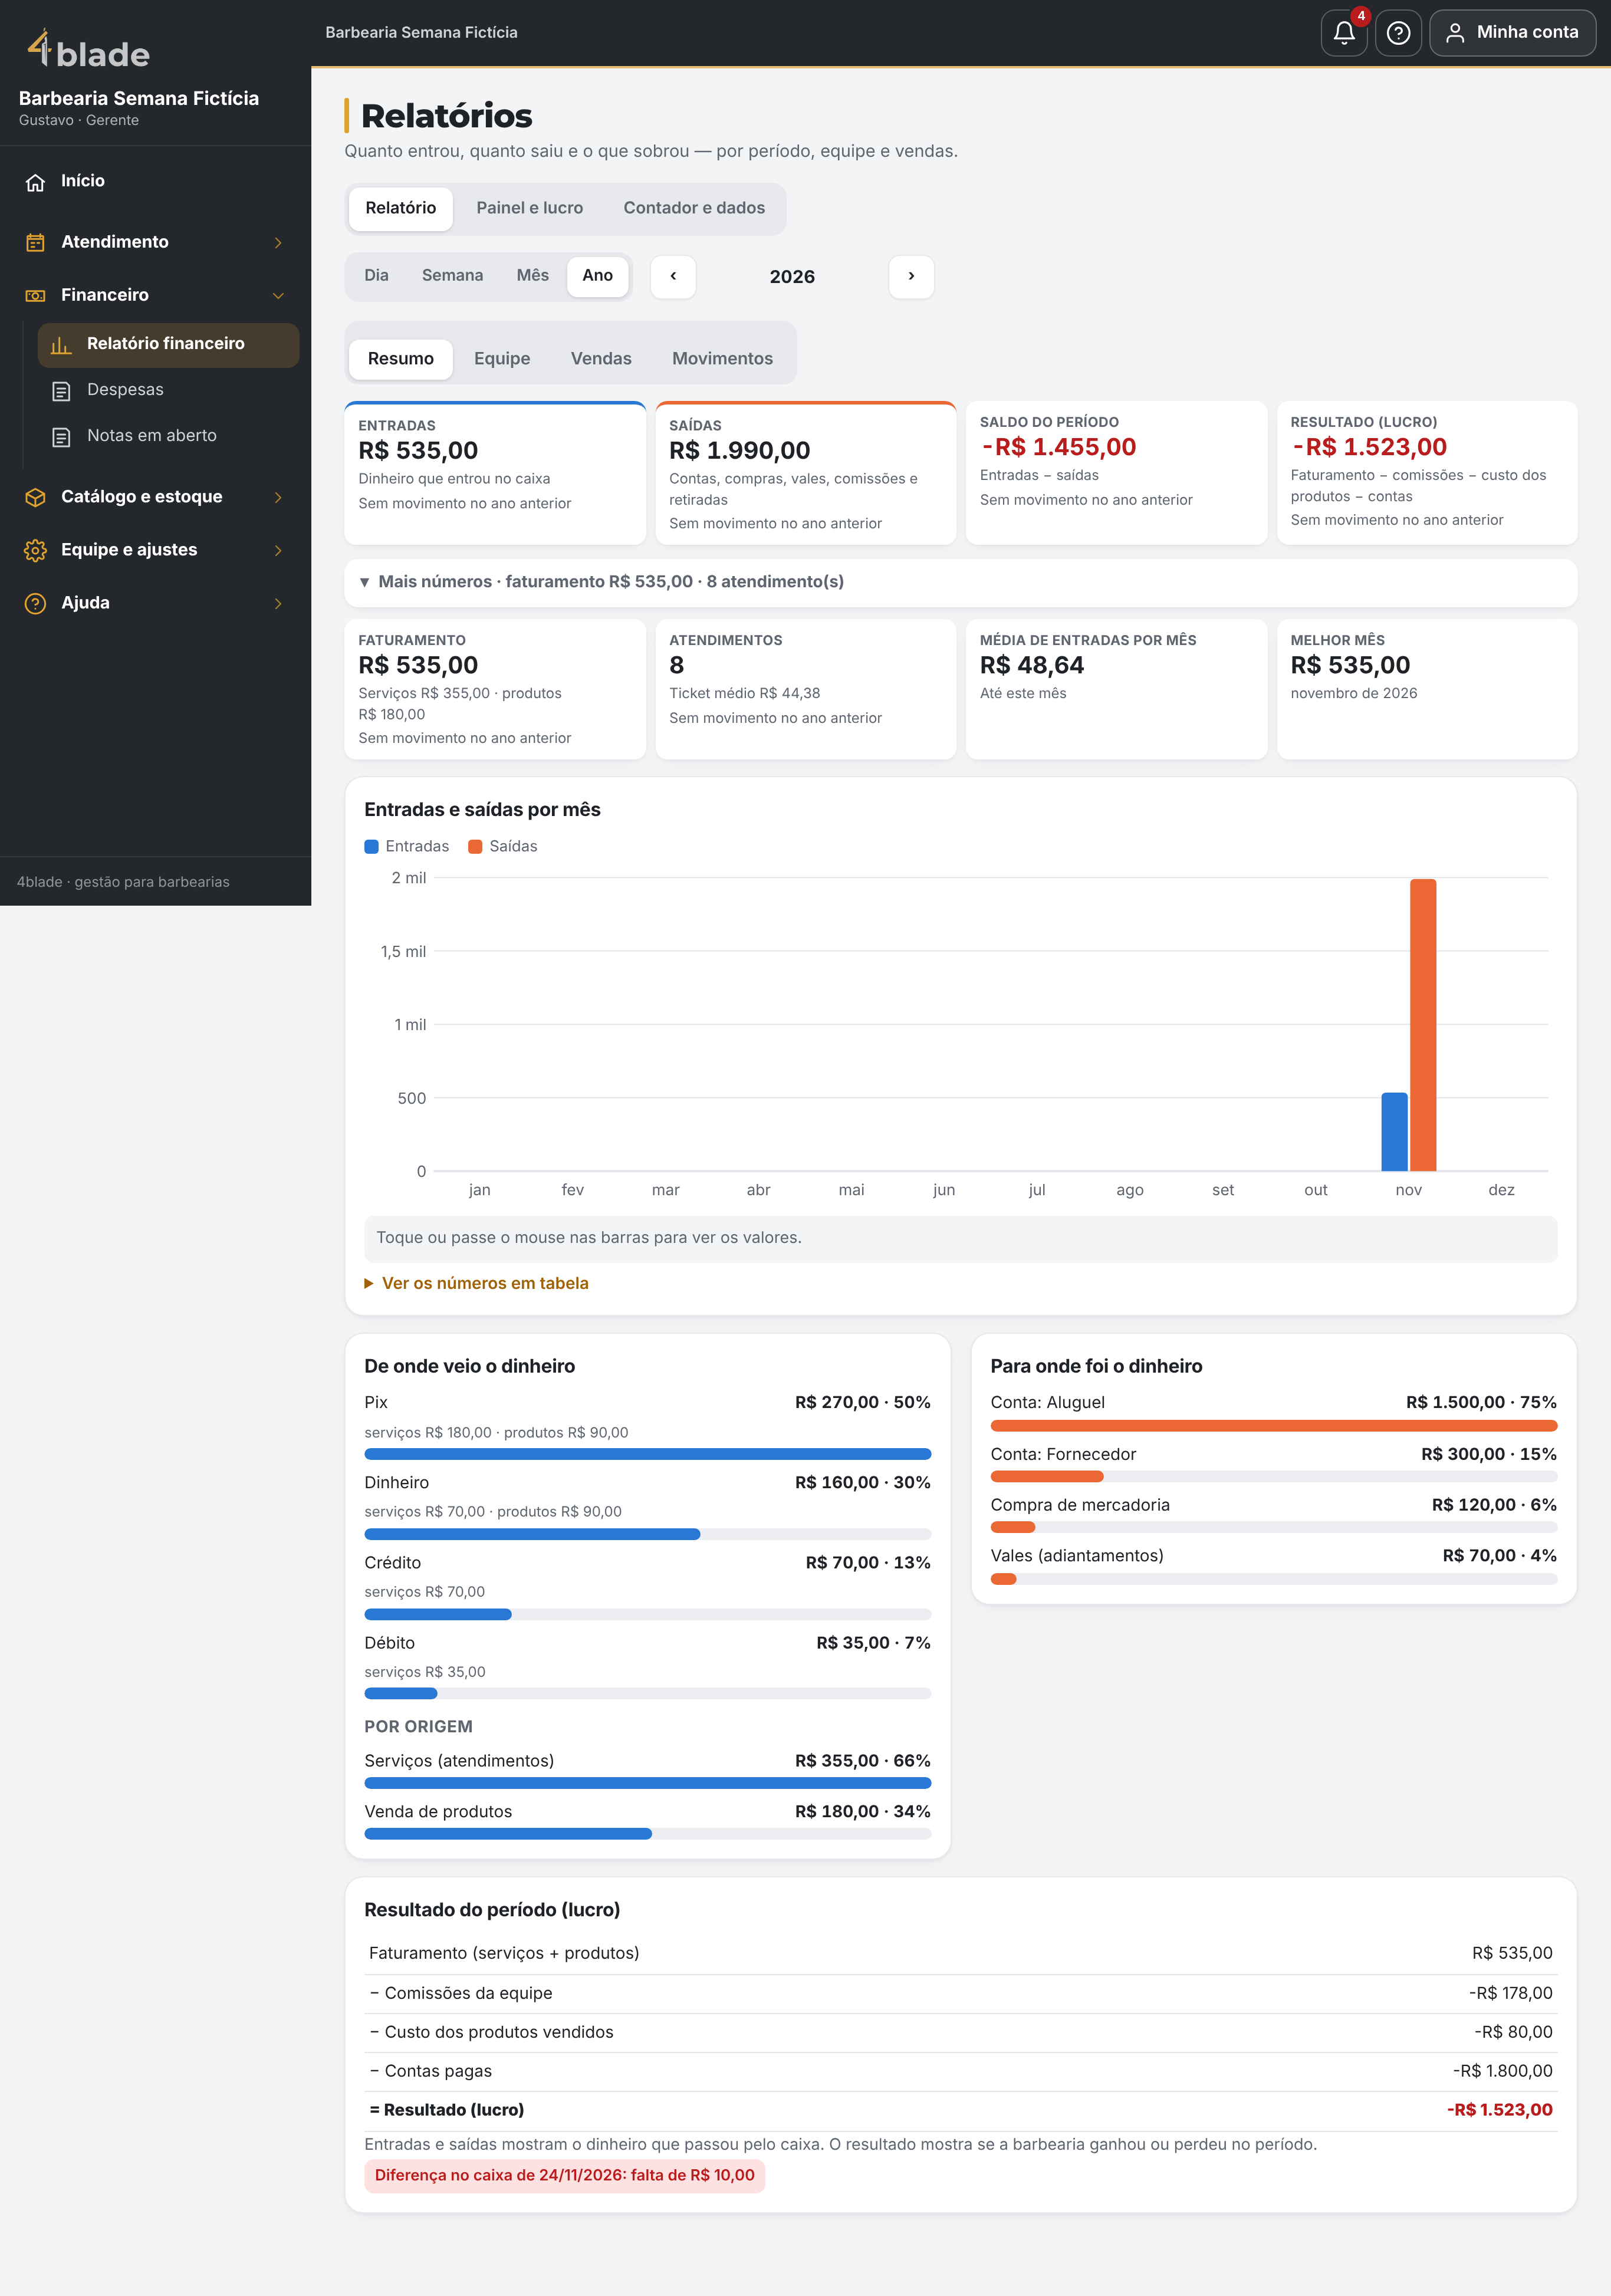 4blade
Barbearia Semana Fictícia
Gustavo · Gerente
Início
Atendimento
Financeiro
Relatório financeiro
Despesas
Notas em aberto
Catálogo e estoque
Equipe e ajustes
Ajuda
4blade · gestão para barbearias
Barbearia Semana Fictícia
4
Minha conta
Relatórios
Quanto entrou, quanto saiu e o que sobrou — por período, equipe e vendas.
Relatório Painel e lucro Contador e dados
Dia Semana Mês Ano ‹ 2026 ›
Resumo Equipe Vendas Movimentos
ENTRADAS
R$ 535,00
Dinheiro que entrou no caixa
Sem movimento no ano anterior
SAÍDAS
R$ 1.990,00
Contas, compras, vales, comissões e
retiradas
Sem movimento no ano anterior
SALDO DO PERÍODO
-R$ 1.455,00
Entradas − saídas
Sem movimento no ano anterior
RESULTADO (LUCRO)
-R$ 1.523,00
Faturamento − comissões − custo dos
produtos − contas
Sem movimento no ano anterior
▼ Mais números · faturamento R$ 535,00 · 8 atendimento(s)
FATURAMENTO
R$ 535,00
Serviços R$ 355,00 · produtos
R$ 180,00
Sem movimento no ano anterior
ATENDIMENTOS
8
Ticket médio R$ 44,38
Sem movimento no ano anterior
MÉDIA DE ENTRADAS POR MÊS
R$ 48,64
Até este mês
MELHOR MÊS
R$ 535,00
novembro de 2026
Entradas e saídas por mês
Entradas Saídas
2 mil
1,5 mil
1 mil
500
0
jan fev mar abr mai jun jul ago set out nov dez
Toque ou passe o mouse nas barras para ver os valores.
▶ Ver os números em tabela
De onde veio o dinheiro
Pix R$ 270,00 · 50%
serviços R$ 180,00 · produtos R$ 90,00
Dinheiro R$ 160,00 · 30%
serviços R$ 70,00 · produtos R$ 90,00
Crédito R$ 70,00 · 13%
serviços R$ 70,00
Débito R$ 35,00 · 7%
serviços R$ 35,00
POR ORIGEM
Serviços (atendimentos) R$ 355,00 · 66%
Venda de produtos R$ 180,00 · 34%
Para onde foi o dinheiro
Conta: Aluguel R$ 1.500,00 · 75%
Conta: Fornecedor R$ 300,00 · 15%
Compra de mercadoria R$ 120,00 · 6%
Vales (adiantamentos) R$ 70,00 · 4%
Resultado do período (lucro)
Faturamento (serviços + produtos) R$ 535,00
− Comissões da equipe -R$ 178,00
− Custo dos produtos vendidos -R$ 80,00
− Contas pagas -R$ 1.800,00
= Resultado (lucro) -R$ 1.523,00
Entradas e saídas mostram o dinheiro que passou pelo caixa. O resultado mostra se a barbearia ganhou ou perdeu no período.
Diferença no caixa de 24/11/2026: falta de R$ 10,00